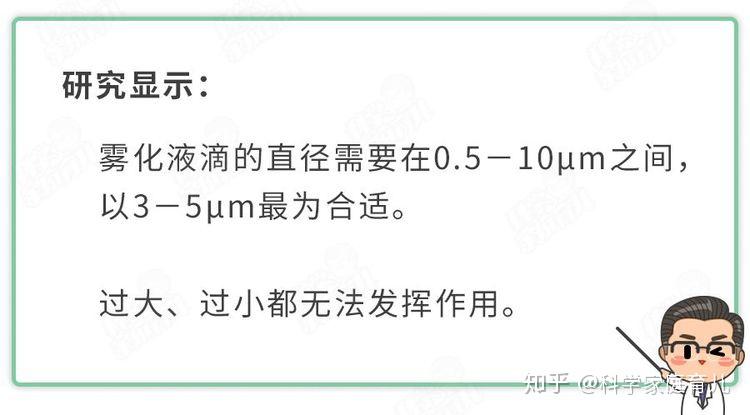 研究显示：
雾化液滴的直径需要在0.5－10μm之间，
以3－5μm最为合适。
过大、过小都无法发挥作用。
知乎 @科学家庭育儿